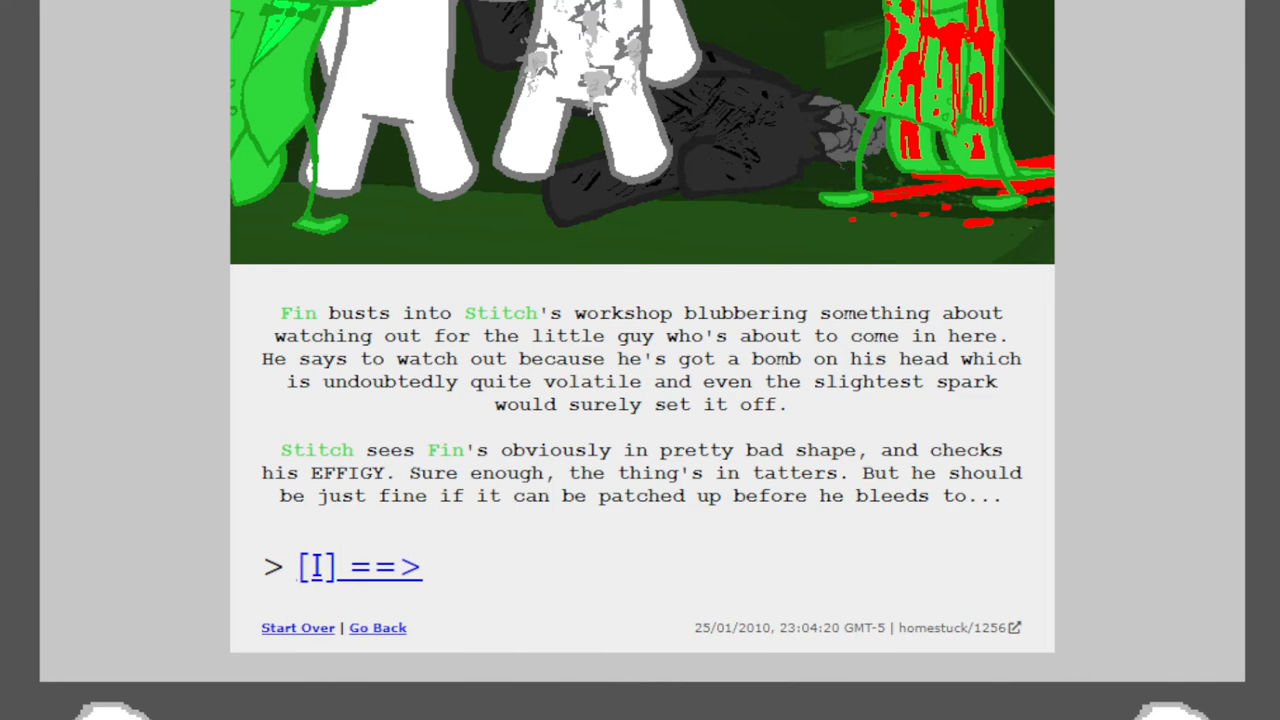 Fin busts into Stitch's workshop blubbering something about
watching out for the little guy who's about to come in here.
He says to watch out because he's got a bomb on his head which
is undoubtedly quite volatile and even the slightest spark
would surely set it off.
Stitch sees Fin's obviously in pretty bad shape, and checks
his EFFIGY. Sure enough, the thing's in tatters. But he should
be just fine if it can be patched up before he bleeds to...
> [I] ==>
Start Over | Go Back 25/01/2010, 23:04:20 GMT-5 | homestuck/1256